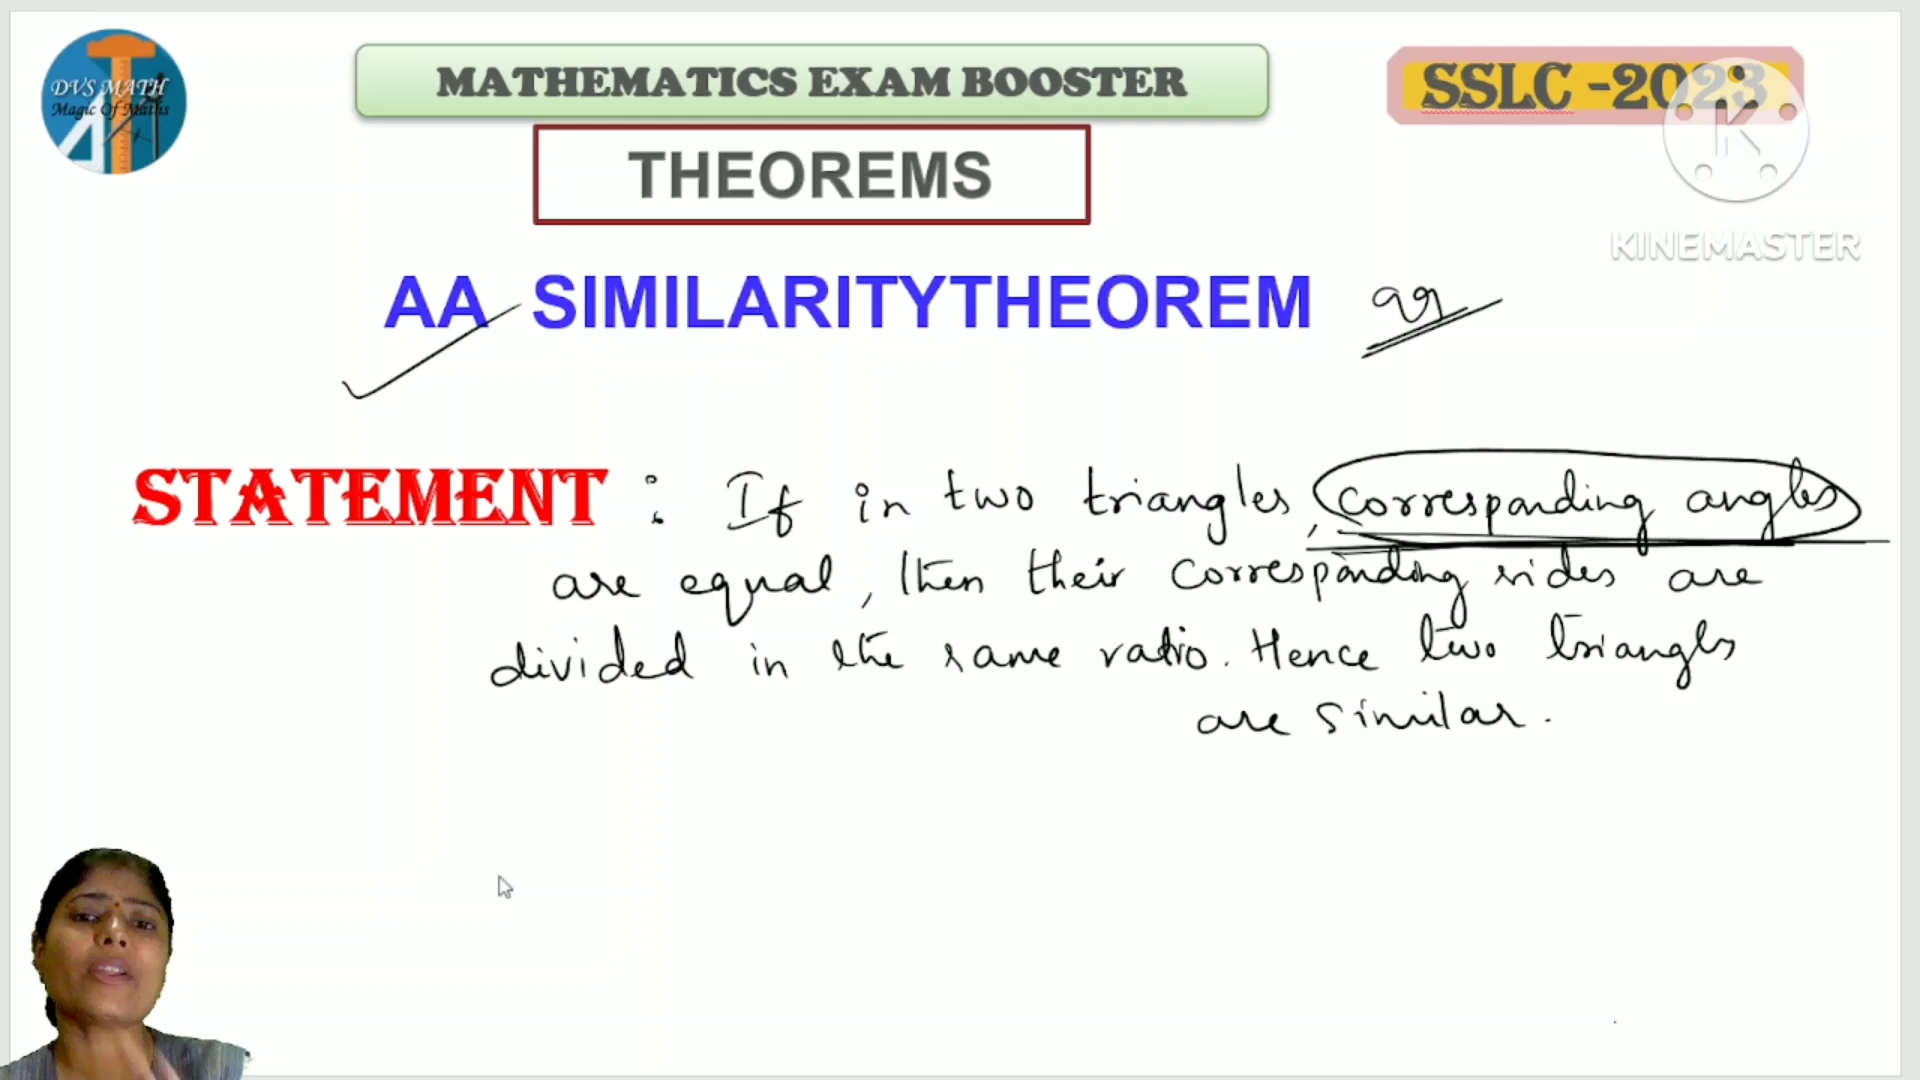 DVS MATH
Magic Of Maths
MATHEMATICS EXAM BOOSTER
SSLC -2023
THEOREMS
KINEMASTER
AA SIMILARITYTHEOREM
STATEMENT : If in two triangles, corresponding angles
are equal, then their corresponding sides are
divided in the same ratio. Hence two triangles
are similar.